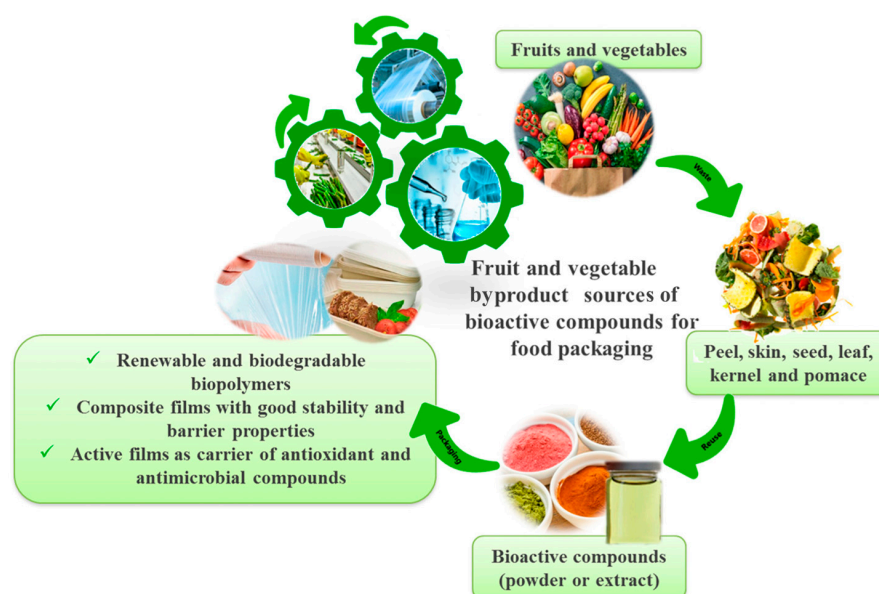 Fruits and vegetables
Waste
Fruit and vegetable
byproduct sources of
bioactive compounds for
food packaging
Peel, skin, seed, leaf,
kernel and pomace
Reuse
Bioactive compounds
(powder or extract)
Packaging
✓ Renewable and biodegradable
biopolymers
✓ Composite films with good stability and
barrier properties
✓ Active films as carrier of antioxidant and
antimicrobial compounds